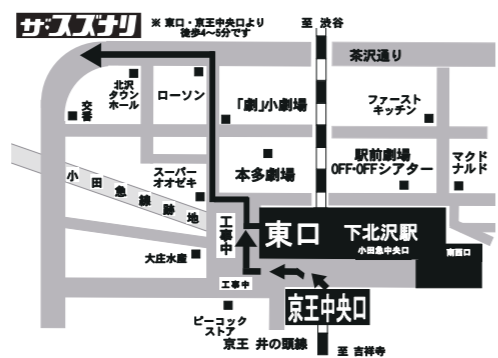 ザ・スズナリ
※ 東口・京王中央口より
徒歩4～5分です
至 渋谷
茶沢通り
北沢
タウン
ホール
ローソン
交番
「劇」小劇場
ファースト
キッチン
本多劇場
駅前劇場
OFF・OFFシアター
マクド
ナルド
スーパー
オオゼキ
小田急線跡地
工事中
東口
下北沢駅
小田急中央口
南西口
大庄水産
工事中
京王中央口
ピーコック
ストア
京王 井の頭線
至 吉祥寺